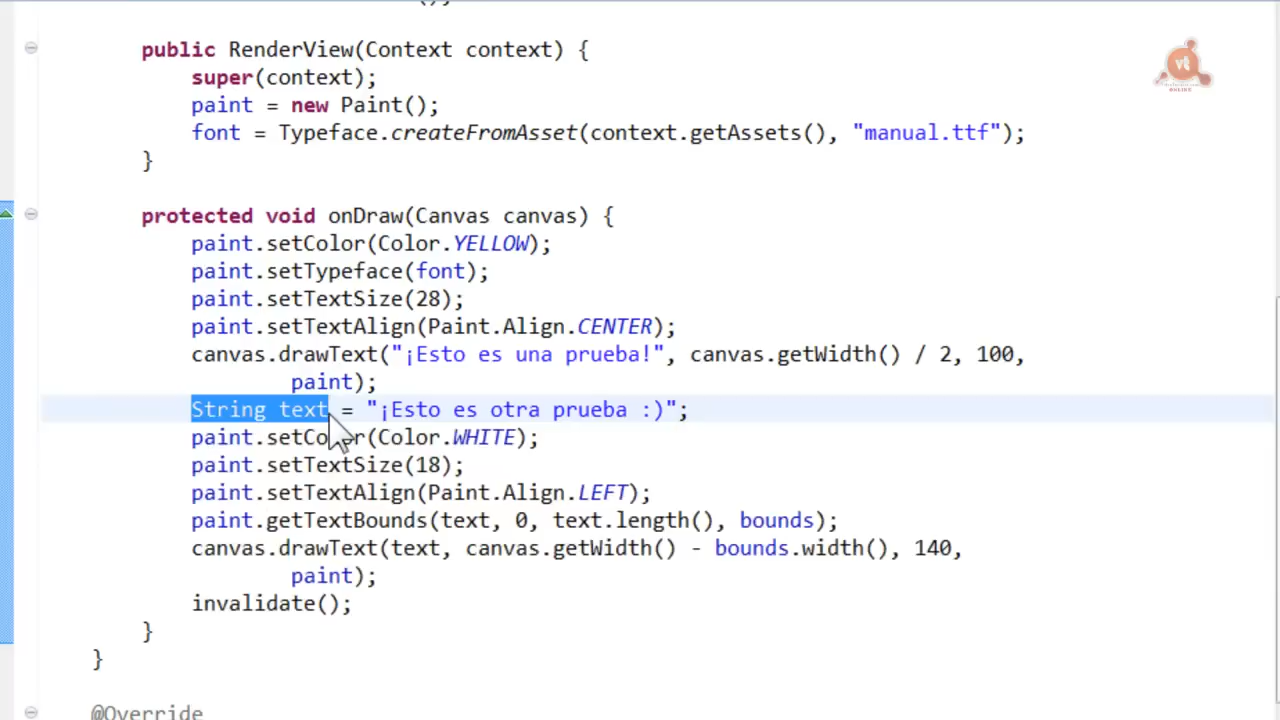 ();
public RenderView(Context context) {
super(context);
paint = new Paint();
font = Typeface.createFromAsset(context.getAssets(), "manual.ttf");
}
protected void onDraw(Canvas canvas) {
paint.setColor(Color.YELLOW);
paint.setTypeface(font);
paint.setTextSize(28);
paint.setTextAlign(Paint.Align.CENTER);
canvas.drawText("¡Esto es una prueba!", canvas.getWidth() / 2, 100,
paint);
String text = "¡Esto es otra prueba :)";
paint.setColor(Color.WHITE);
paint.setTextSize(18);
paint.setTextAlign(Paint.Align.LEFT);
paint.getTextBounds(text, 0, text.length(), bounds);
canvas.drawText(text, canvas.getWidth() - bounds.width(), 140,
paint);
invalidate();
}
}
@Override
vt
ONLINE